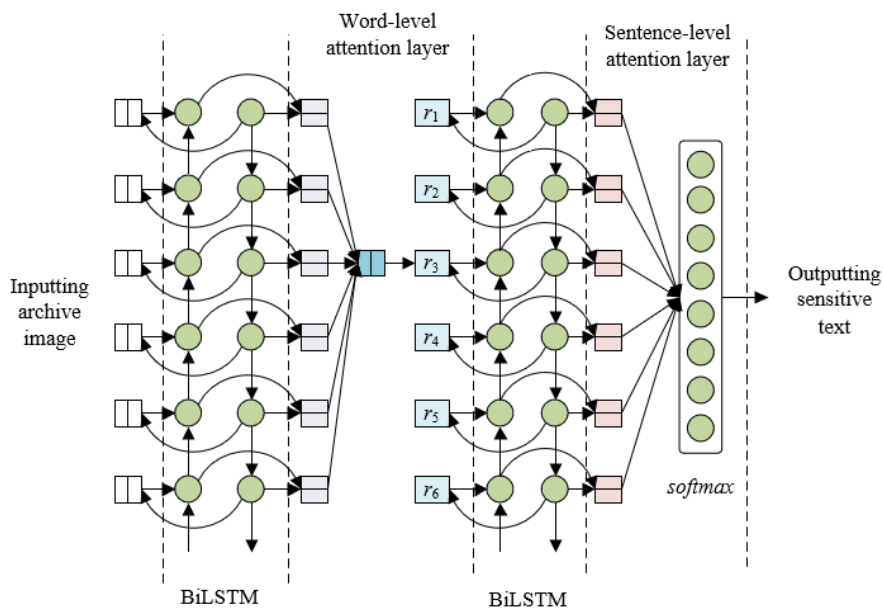 Word-level
attention layer
Sentence-level
attention layer
Inputting
archive
image
r1
r2
r3
r4
r5
r6
Outputting
sensitive
text
softmax
BiLSTM
BiLSTM